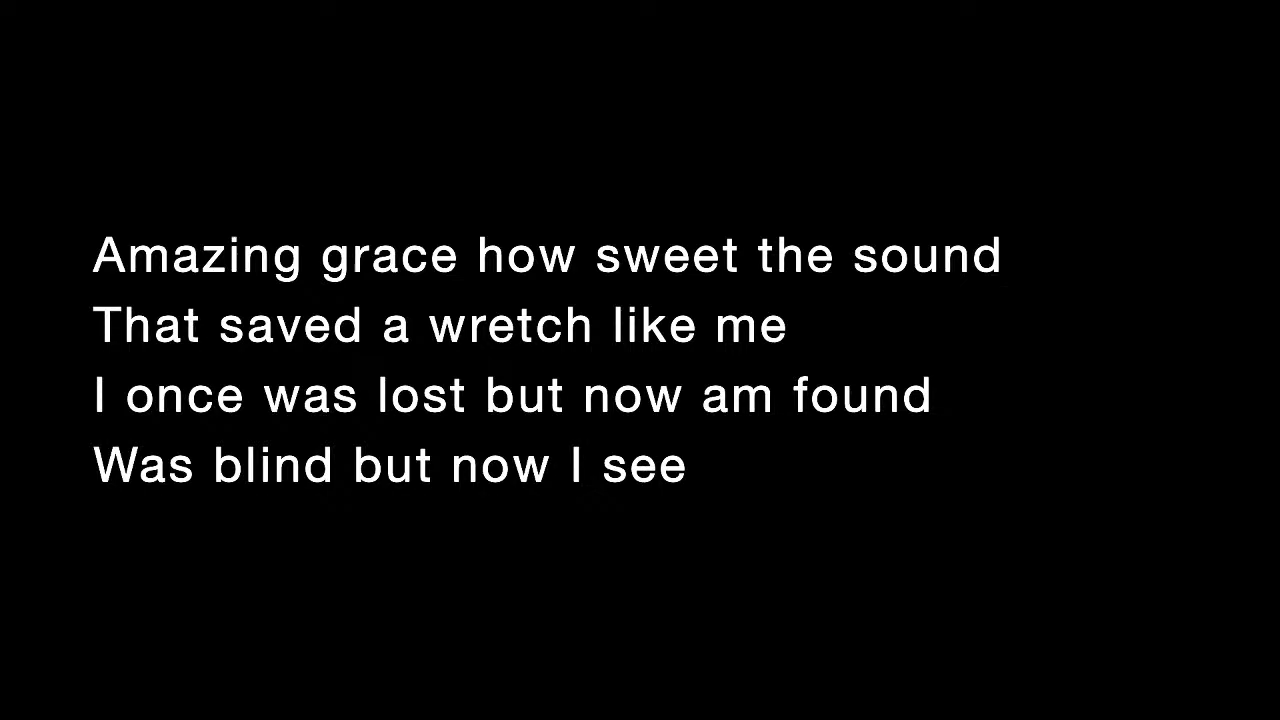 Amazing grace how sweet the sound
That saved a wretch like me
I once was lost but now am found
Was blind but now I see